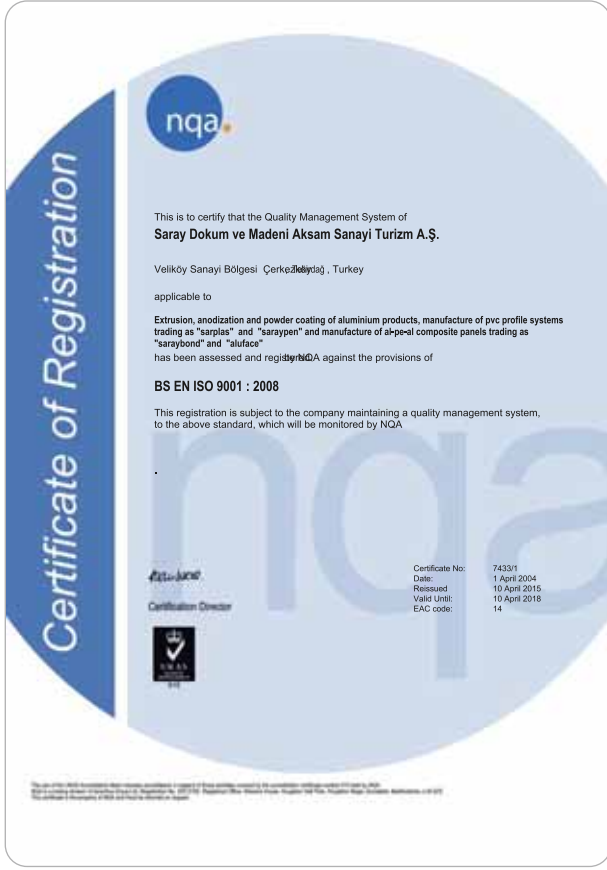 Certificate of Registration
nqa.
This is to certify that the Quality Management System of
Saray Dokum ve Madeni Aksam Sanayi Turizm A.Ş.
Veliköy Sanayi Bölgesi Çerkezköy, Tekirdağ , Turkey
applicable to
Extrusion, anodization and powder coating of aluminium products, manufacture of pvc profile systems
trading as "sarplas" and "saraypen" and manufacture of al-pe-al composite panels trading as
"saraybond" and "aluface"
has been assessed and registered by NQA against the provisions of
BS EN ISO 9001 : 2008
This registration is subject to the company maintaining a quality management system,
to the above standard, which will be monitored by NQA
.
nqa
Certificate No: 7433/1
Date: 1 April 2004
Reissued 10 April 2015
Valid Until: 10 April 2018
EAC code: 14
Certification Director
UKAS